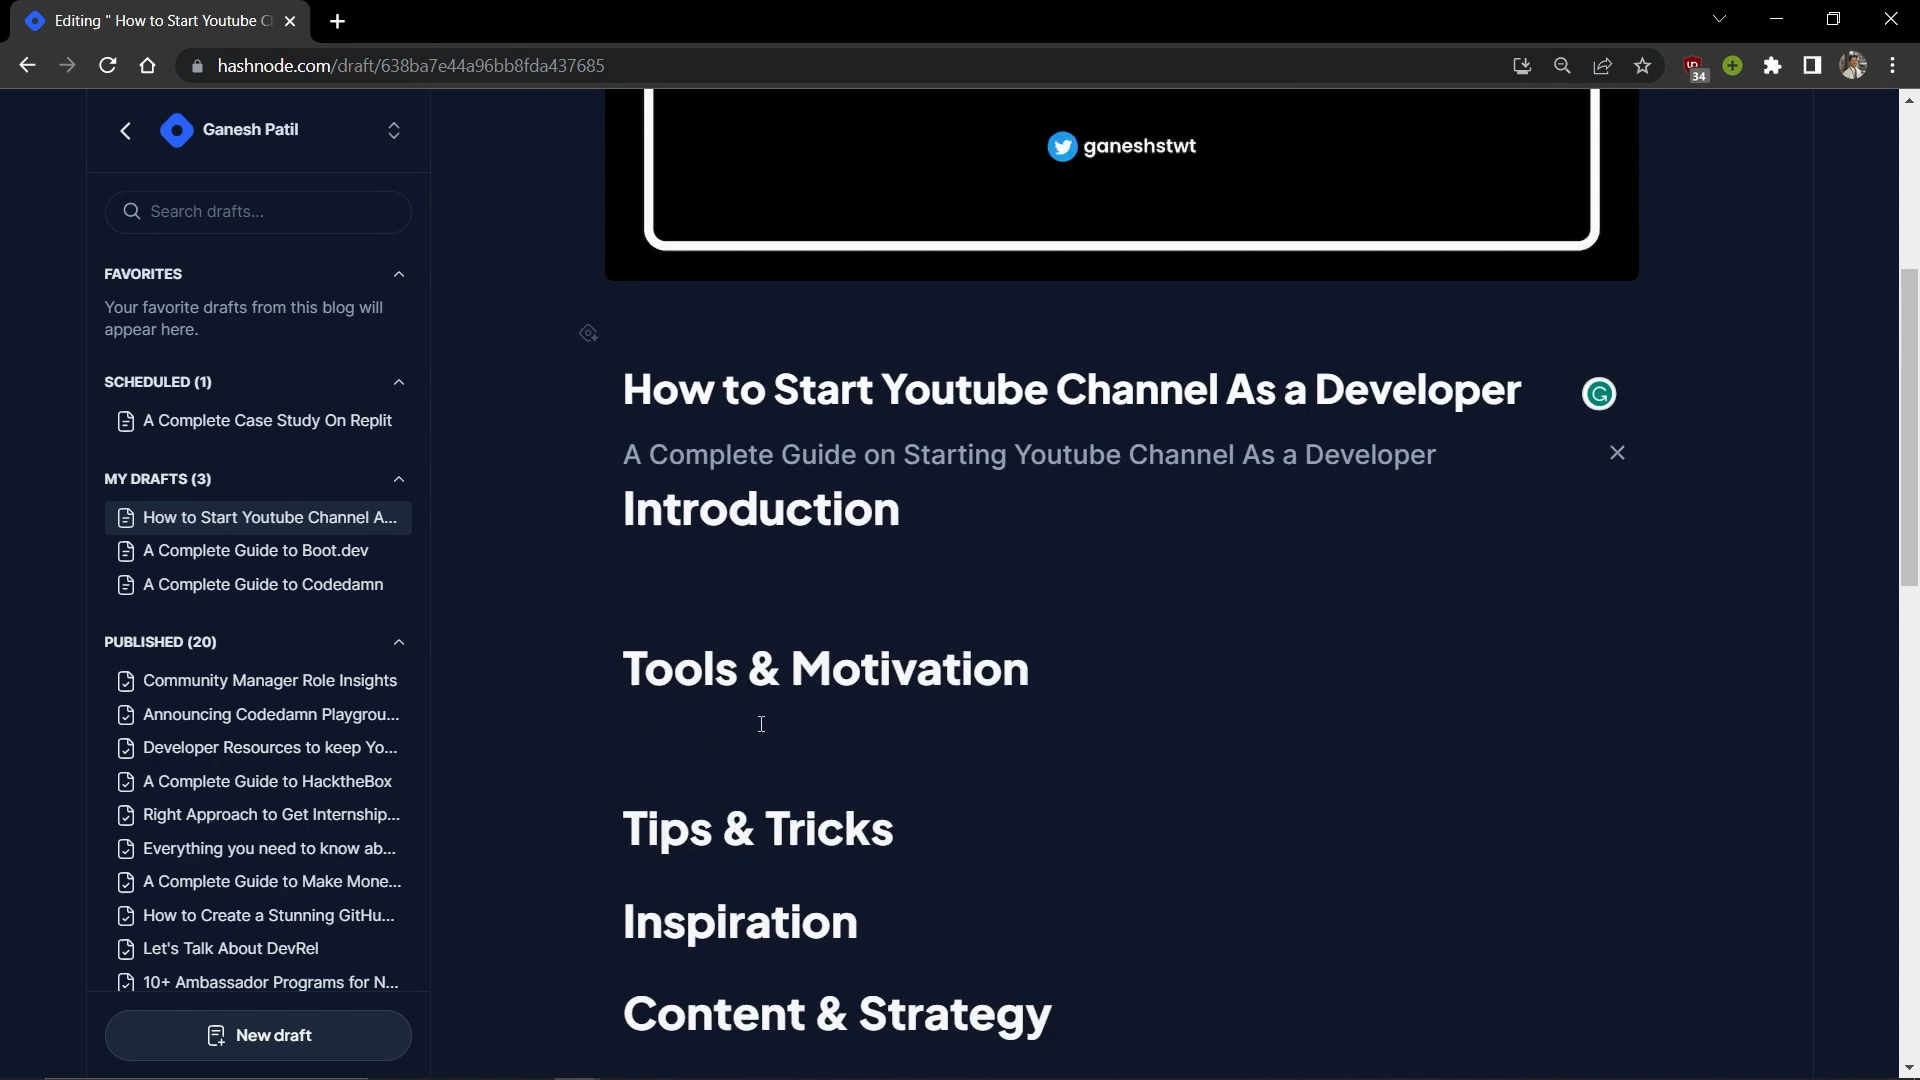 Editing " How to Start Youtube C
hashnode.com/draft/638ba7e44a96bb8fda437685
34
Ganesh Patil
Search drafts...
FAVORITES
Your favorite drafts from this blog will
appear here.
SCHEDULED (1)
A Complete Case Study On Replit
MY DRAFTS (3)
How to Start Youtube Channel A...
A Complete Guide to Boot.dev
A Complete Guide to Codedamn
PUBLISHED (20)
Community Manager Role Insights
Announcing Codedamn Playgrou...
Developer Resources to keep Yo...
A Complete Guide to HacktheBox
Right Approach to Get Internship...
Everything you need to know ab...
A Complete Guide to Make Mone...
How to Create a Stunning GitHu...
Let's Talk About DevRel
10+ Ambassador Programs for N...
New draft
ganeshstwt
How to Start Youtube Channel As a Developer
A Complete Guide on Starting Youtube Channel As a Developer
Introduction
Tools & Motivation
Tips & Tricks
Inspiration
Content & Strategy